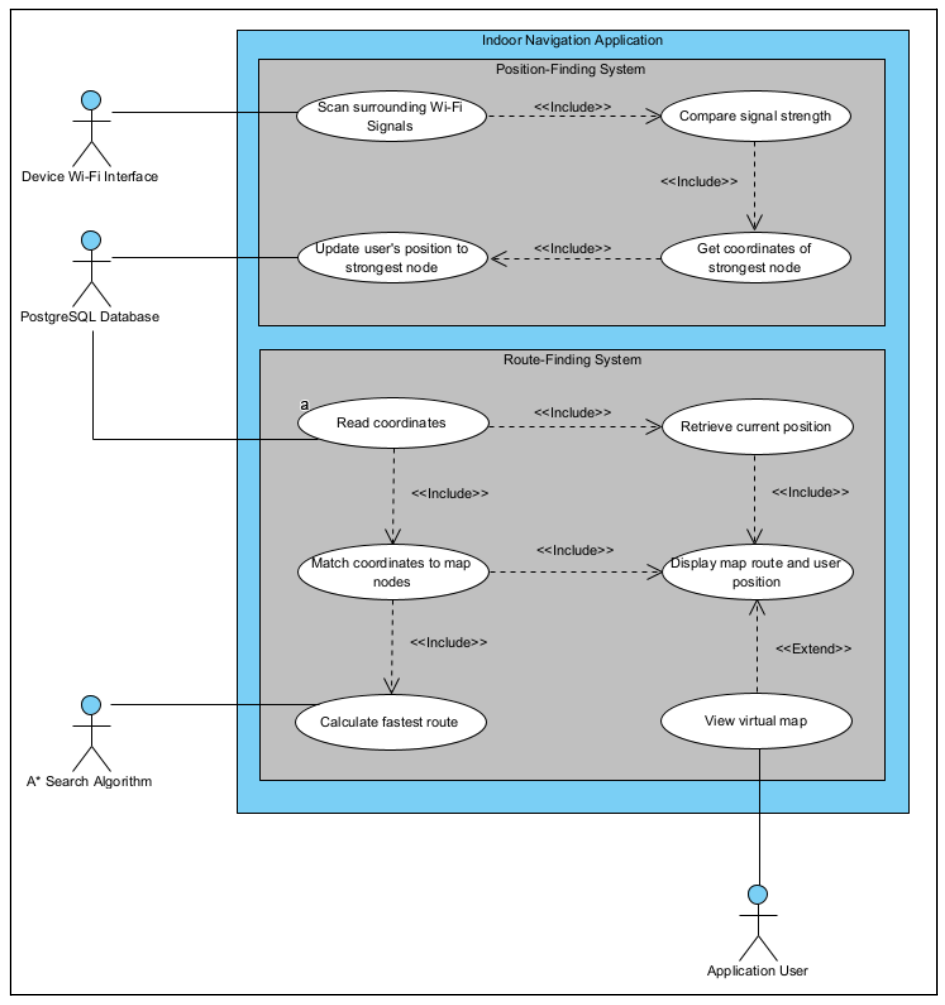 Indoor Navigation Application
Position-Finding System
Scan surrounding Wi-Fi
Signals
<<Include>>
Compare signal strength
Device Wi-Fi Interface
<<Include>>
Update user's position to
strongest node
<<Include>>
Get coordinates of
strongest node
PostgreSQL Database
Route-Finding System
a
Read coordinates
<<Include>>
Retrieve current position
<<Include>>
<<Include>>
Match coordinates to map
nodes
<<Include>>
Display map route and user
position
<<Include>>
<<Extend>>
Calculate fastest route
View virtual map
A* Search Algorithm
Application User